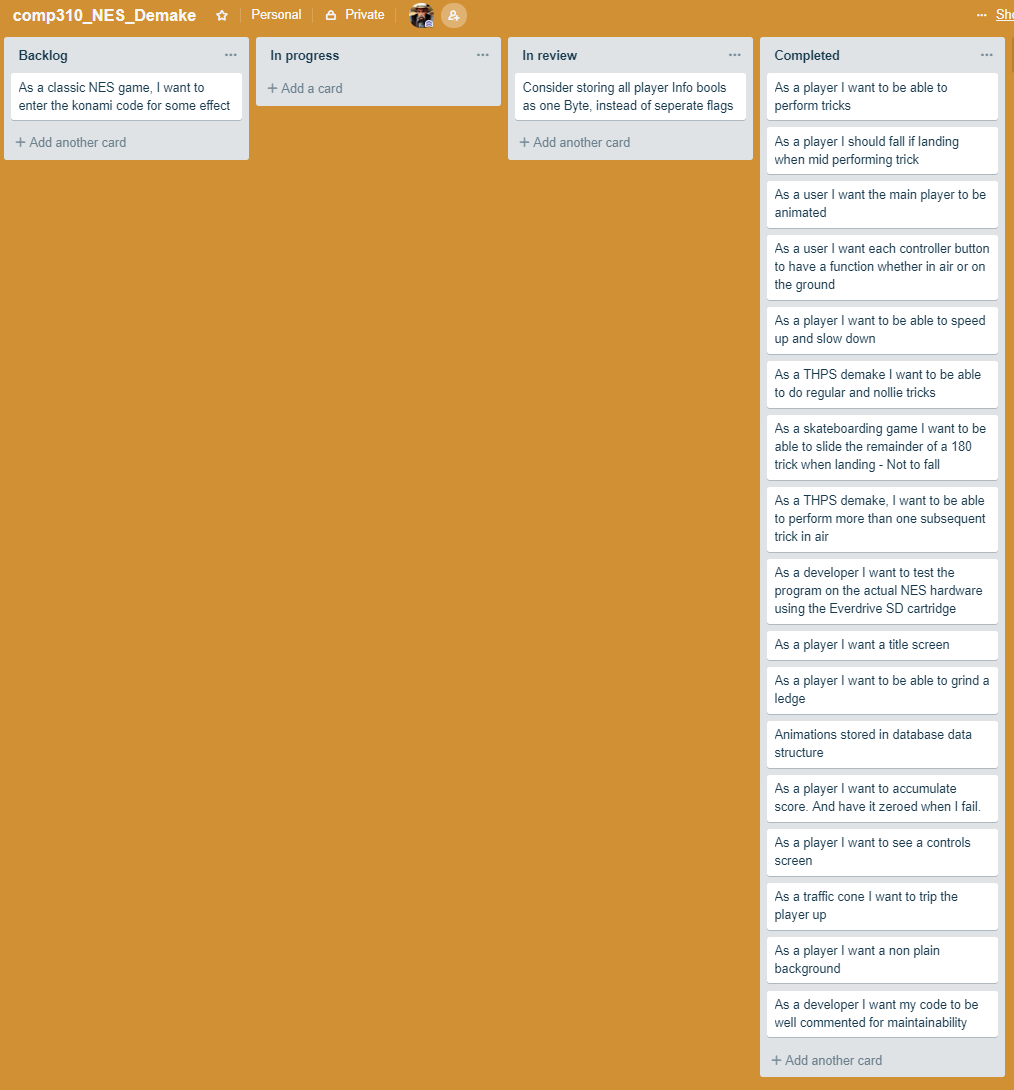 comp310_NES_Demake
Personal
Private
Backlog
As a classic NES game, I want to
enter the konami code for some effect
+ Add another card
In progress
+ Add a card
In review
Consider storing all player Info bools
as one Byte, instead of seperate flags
+ Add another card
Completed
As a player I want to be able to
perform tricks
As a player I should fall if landing
when mid performing trick
As a user I want the main player to be
animated
As a user I want each controller button
to have a function whether in air or on
the ground
As a player I want to be able to speed
up and slow down
As a THPS demake I want to be able
to do regular and nollie tricks
As a skateboarding game I want to be
able to slide the remainder of a 180
trick when landing - Not to fall
As a THPS demake, I want to be able
to perform more than one subsequent
trick in air
As a developer I want to test the
program on the actual NES hardware
using the Everdrive SD cartridge
As a player I want a title screen
As a player I want to be able to grind a
ledge
Animations stored in database data
structure
As a player I want to accumulate
score. And have it zeroed when I fail.
As a player I want to see a controls
screen
As a traffic cone I want to trip the
player up
As a player I want a non plain
background
As a developer I want my code to be
well commented for maintainability
+ Add another card